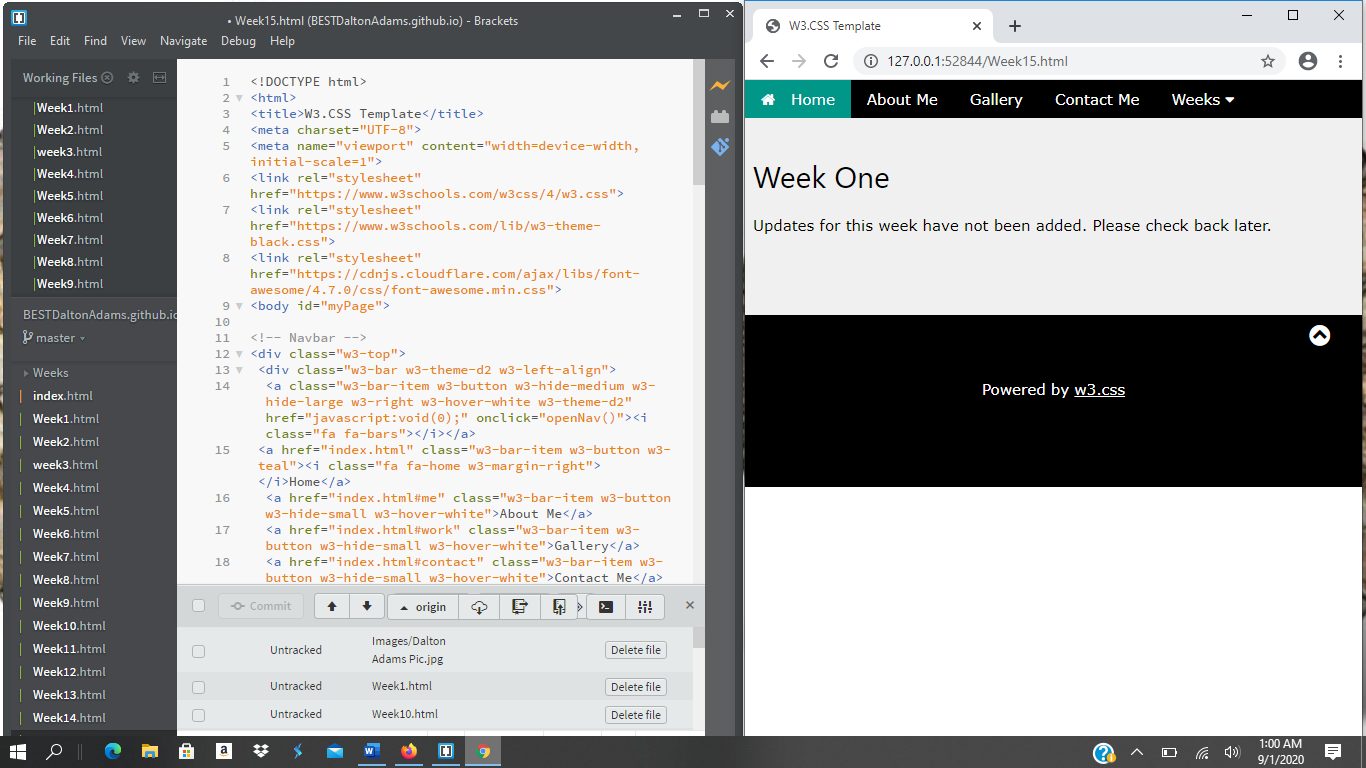 • Week15.html (BESTDaltonAdams.github.io) - Brackets
File Edit Find View Navigate Debug Help
Working Files
Week1.html
Week2.html
week3.html
Week4.html
Week5.html
Week6.html
Week7.html
Week8.html
Week9.html
BESTDaltonAdams.github.io
master
Weeks
index.html
Week1.html
Week2.html
week3.html
Week4.html
Week5.html
Week6.html
Week7.html
Week8.html
Week9.html
Week10.html
Week11.html
Week12.html
Week13.html
Week14.html
1 <!DOCTYPE html>
2 <html>
3 <title>W3.CSS Template</title>
4 <meta charset="UTF-8">
5 <meta name="viewport" content="width=device-width,
initial-scale=1">
6 <link rel="stylesheet"
href="https://www.w3schools.com/w3css/4/w3.css">
7 <link rel="stylesheet"
href="https://www.w3schools.com/lib/w3-theme-
black.css">
8 <link rel="stylesheet"
href="https://cdnjs.cloudflare.com/ajax/libs/font-
awesome/4.7.0/css/font-awesome.min.css">
9 <body id="myPage">
10
11 <!-- Navbar -->
12 <div class="w3-top">
13 <div class="w3-bar w3-theme-d2 w3-left-align">
14 <a class="w3-bar-item w3-button w3-hide-medium w3-
hide-large w3-right w3-hover-white w3-theme-d2"
href="javascript:void(0);" onclick="openNav()"><i
class="fa fa-bars"></i></a>
15 <a href="index.html" class="w3-bar-item w3-button w3-
teal"><i class="fa fa-home w3-margin-right">
</i>Home</a>
16 <a href="index.html#me" class="w3-bar-item w3-button
w3-hide-small w3-hover-white">About Me</a>
17 <a href="index.html#work" class="w3-bar-item w3-
button w3-hide-small w3-hover-white">Gallery</a>
18 <a href="index.html#contact" class="w3-bar-item w3-
button w3-hide-small w3-hover-white">Contact Me</a>
Commit origin
Untracked Images/Dalton
Adams Pic.jpg Delete file
Untracked Week1.html Delete file
Untracked Week10.html Delete file
W3.CSS Template
127.0.0.1:52844/Week15.html
Home About Me Gallery Contact Me Weeks
Week One
Updates for this week have not been added. Please check back later.
Powered by w3.css
1:00 AM
9/1/2020